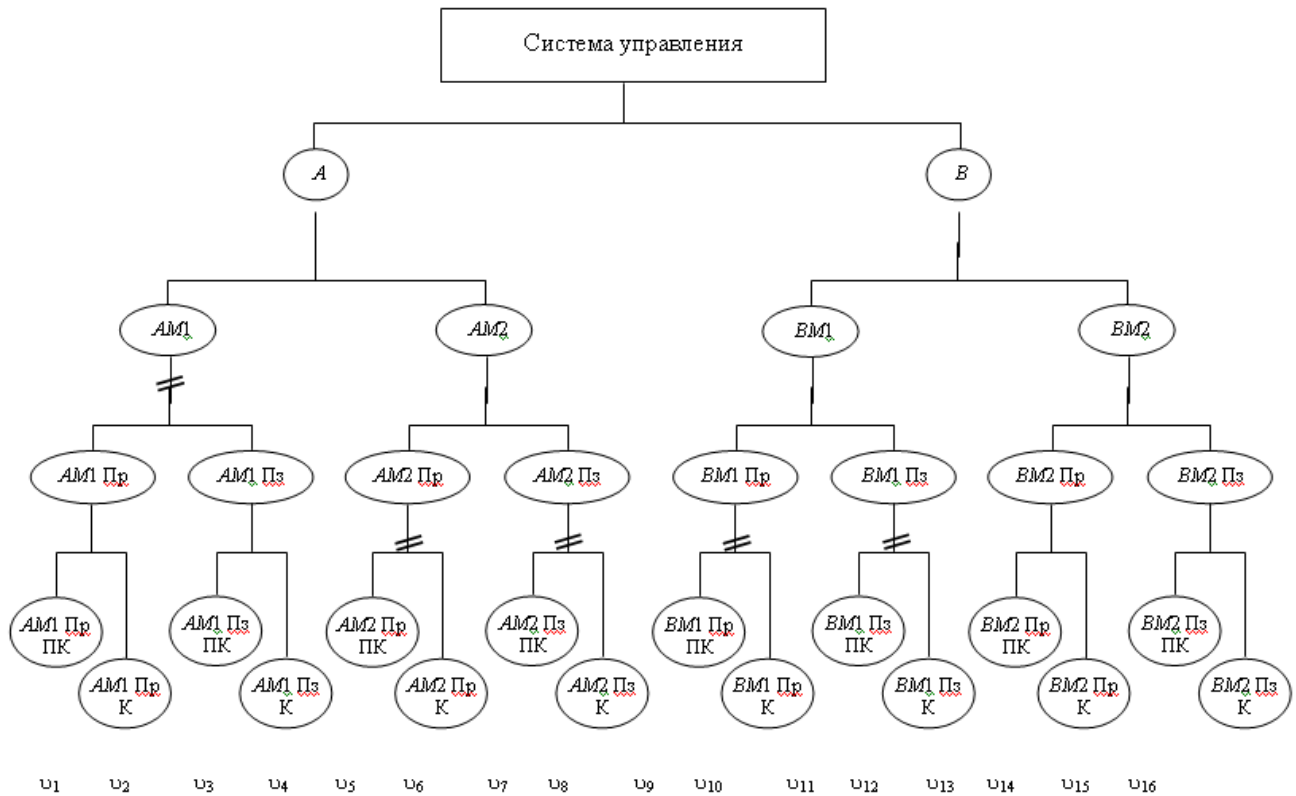 Система управления
A
B
AM1
AM2
BM1
BM2
AM1 Пр
AM1 Пз
AM2 Пр
AM2 Пз
BM1 Пр
BM1 Пз
BM2 Пр
BM2 Пз
AM1 Пр
ПК
AM1 Пз
ПК
AM2 Пр
ПК
AM2 Пз
ПК
BM1 Пр
ПК
BM1 Пз
ПК
BM2 Пр
ПК
BM2 Пз
ПК
AM1 Пр
К
AM1 Пз
К
AM2 Пр
К
AM2 Пз
К
BM1 Пр
К
BM1 Пз
К
BM2 Пр
К
BM2 Пз
К
υ1 υ2 υ3 υ4 υ5 υ6 υ7 υ8 υ9 υ10 υ11 υ12 υ13 υ14 υ15 υ16